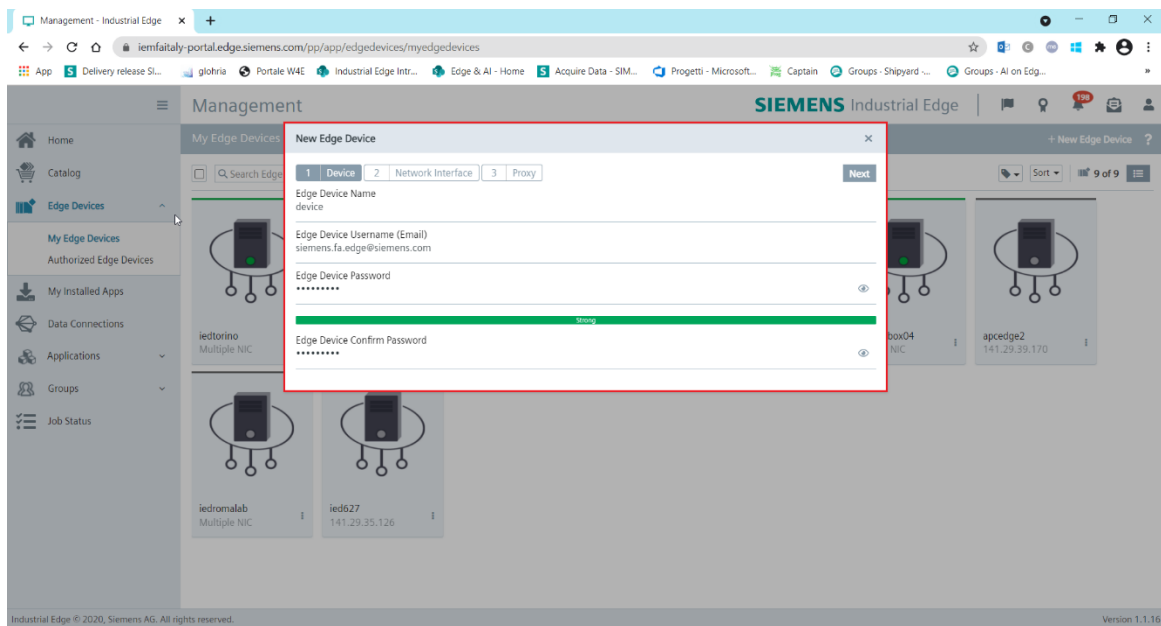 Management - Industrial Edge
iemfaitaly-portal.edge.siemens.com/pp/app/edgedevices/myedgedevices
App S Delivery release SI... glohria Portale W4E Industrial Edge Intr... Edge & AI - Home S Acquire Data - SIM... Progetti - Microsoft... Captain Groups - Shipyard -... Groups - AI on Edg... »
Management SIEMENS Industrial Edge 198
Home
Catalog
Edge Devices
My Edge Devices
Authorized Edge Devices
My Installed Apps
Data Connections
Applications
Groups
Job Status
My Edge Devices + New Edge Device ?
Search Edge Sort 9 of 9
New Edge Device
1 Device 2 Network Interface 3 Proxy Next
Edge Device Name
device
Edge Device Username (Email)
siemens.fa.edge@siemens.com
Edge Device Password
•••••••••
Strong
Edge Device Confirm Password
•••••••••
iedtorino
Multiple NIC
box04
NIC
apcedge2
141.29.39.170
iedromalab
Multiple NIC
ied627
141.29.35.126
Industrial Edge © 2020, Siemens AG. All rights reserved. Version 1.1.16